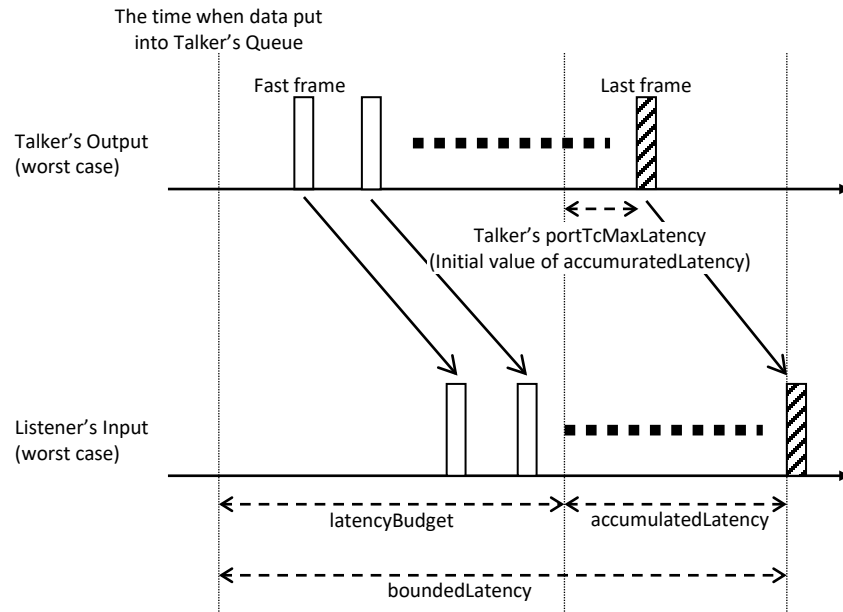 The time when data put
into Talker's Queue
Fast frame
Last frame
Talker's Output
(worst case)
Talker's portTcMaxLatency
(Initial value of accumuratedLatency)
Listener's Input
(worst case)
latencyBudget
accumulatedLatency
boundedLatency